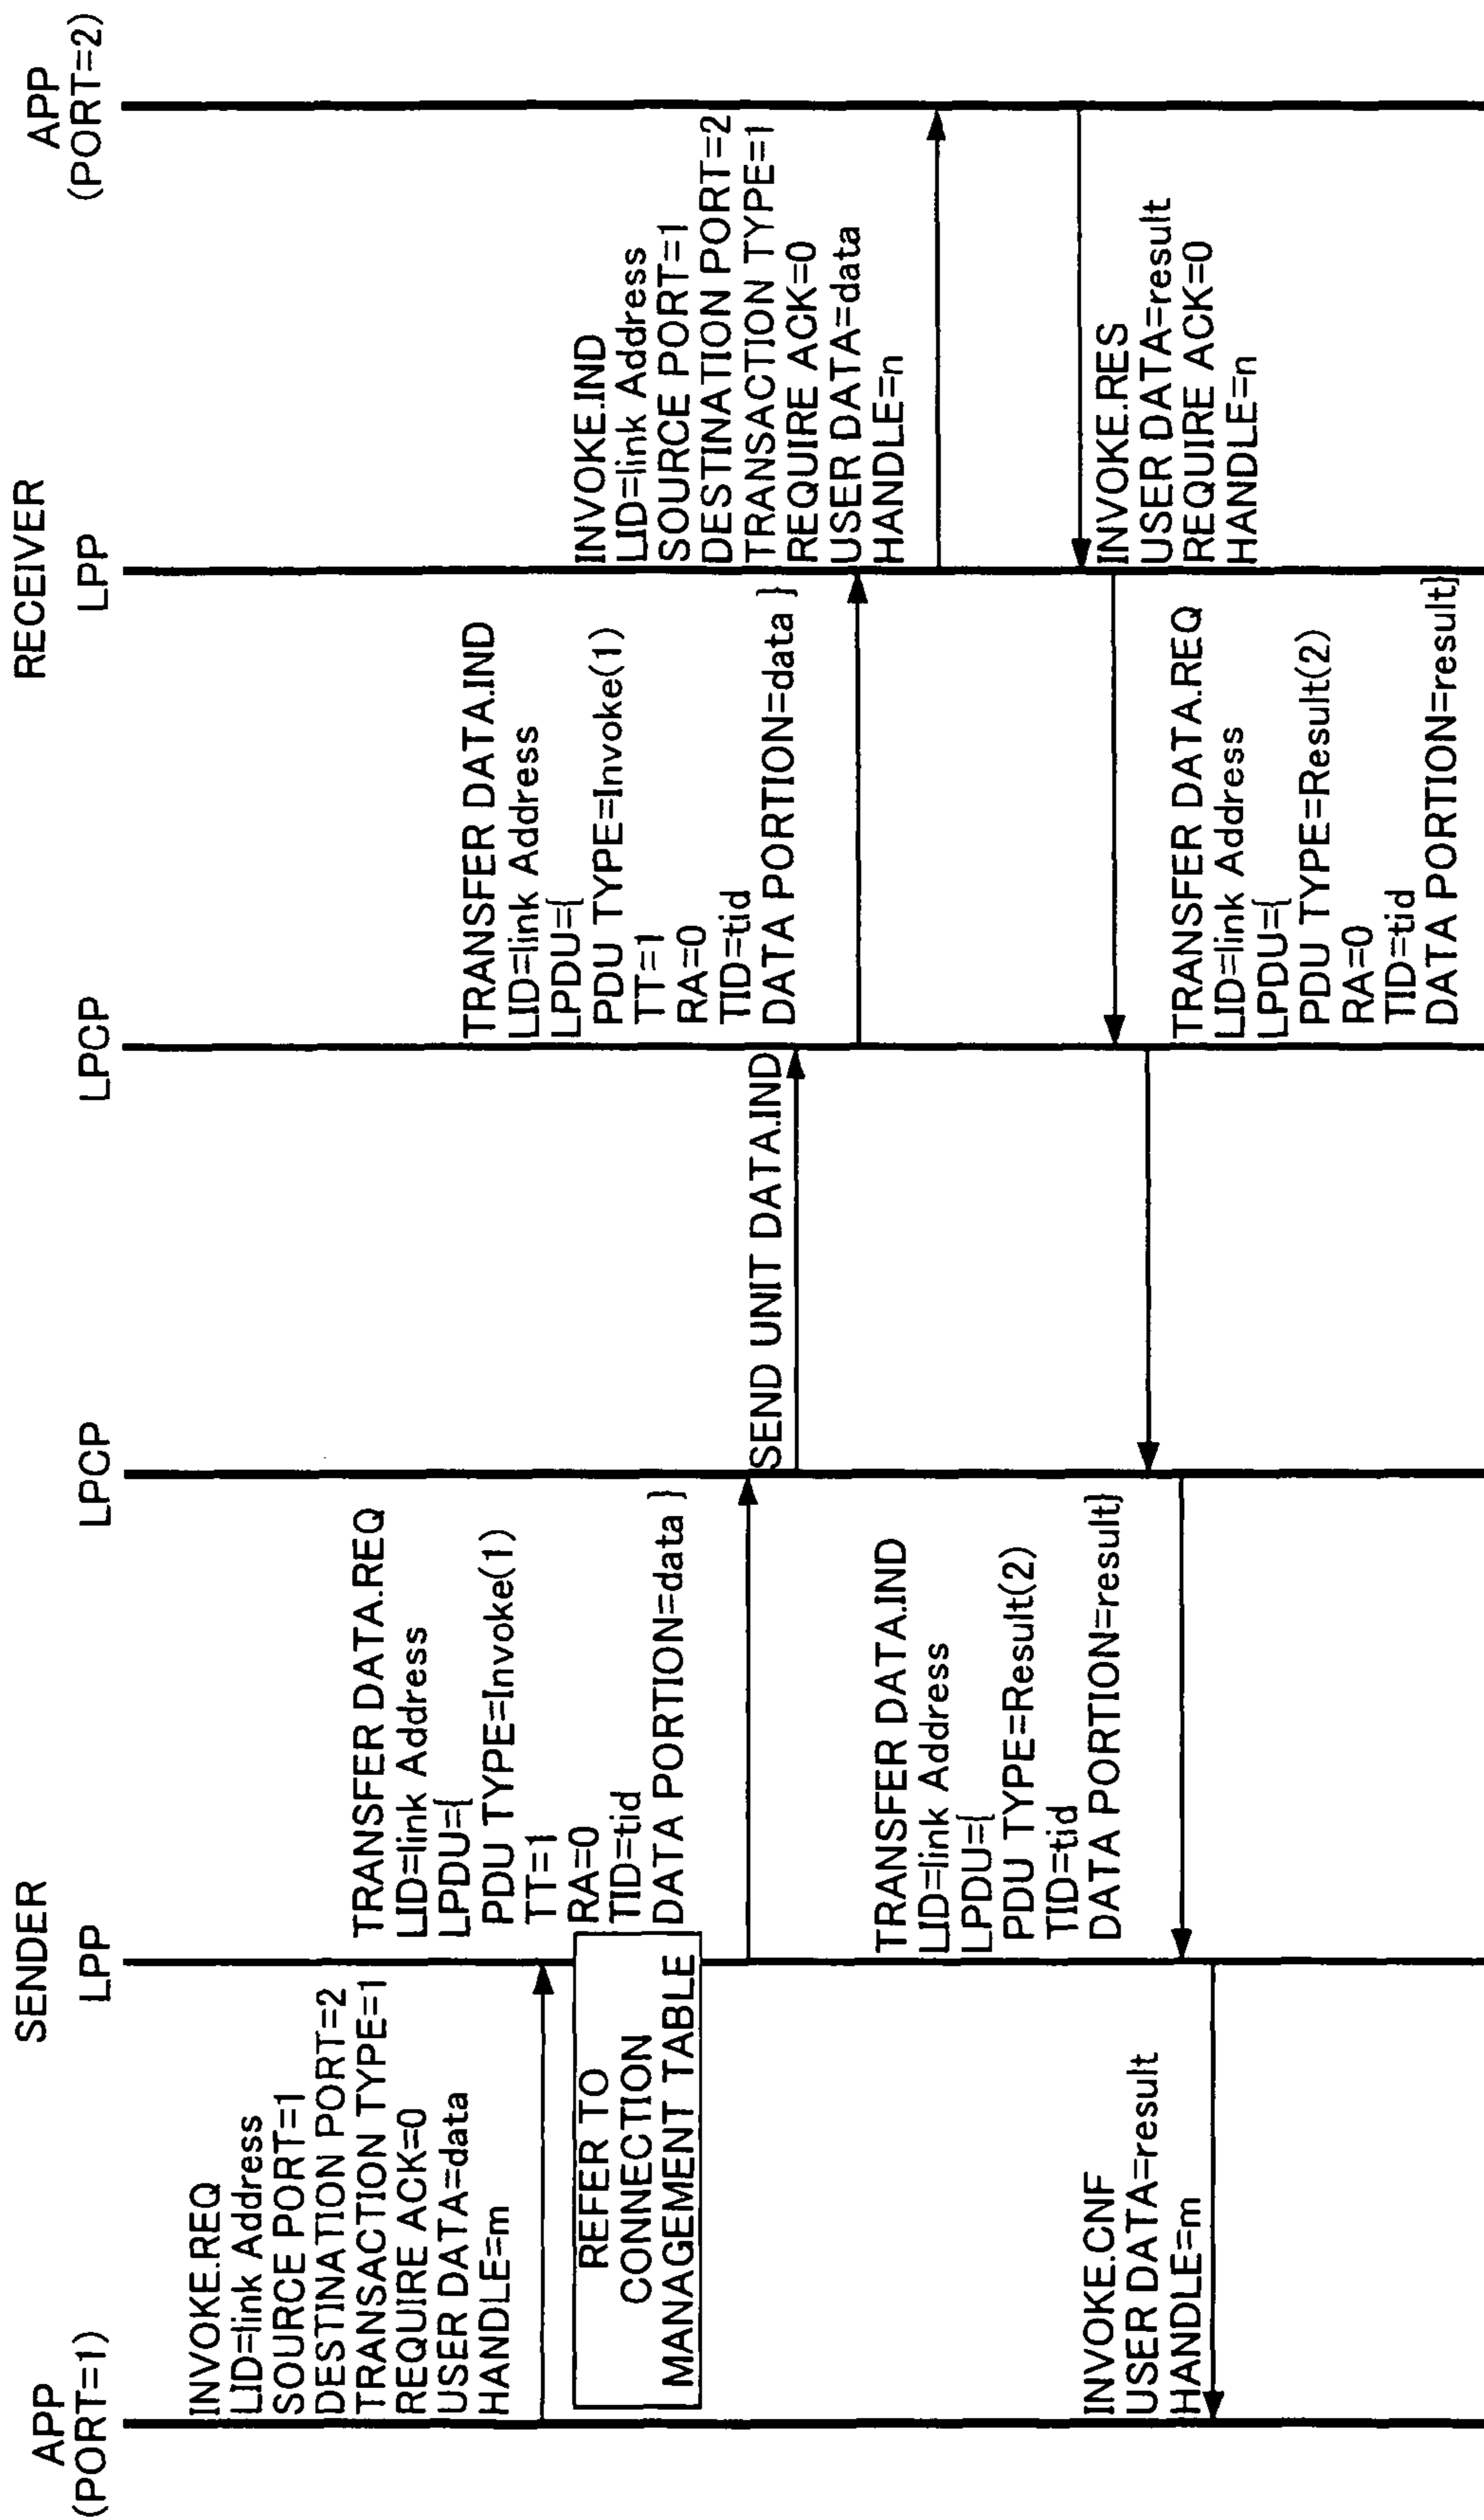 SENDER
RECEIVER
APP
(PORT=1)
LPP
LPCP
LPCP
LPP
APP
(PORT=2)
INVOKE.REQ
LID=link Address
SOURCE PORT=1
DESTINATION PORT=2
TRANSACTION TYPE=1
REQUIRE ACK=0
USER DATA=data
HANDLE=m
REFER TO
CONNECTION
MANAGEMENT TABLE
TRANSFER DATA.REQ
LID=link Address
LPDU={
PDU TYPE=Invoke(1)
TT=1
RA=0
TID=tid
DATA PORTION=data }
SEND UNIT DATA.IND
TRANSFER DATA.IND
LID=link Address
LPDU={
PDU TYPE=Invoke(1)
TT=1
RA=0
TID=tid
DATA PORTION=data }
INVOKE.IND
LID=link Address
SOURCE PORT=1
DESTINATION PORT=2
TRANSACTION TYPE=1
REQUIRE ACK=0
USER DATA=data
HANDLE=n
INVOKE.RES
USER DATA=result
REQUIRE ACK=0
HANDLE=n
TRANSFER DATA.REQ
LID=link Address
LPDU={
PDU TYPE=Result(2)
RA=0
TID=tid
DATA PORTION=result}
TRANSFER DATA.IND
LID=link Address
LPDU={
PDU TYPE=Result(2)
TID=tid
DATA PORTION=result}
INVOKE.CNF
USER DATA=result
HANDLE=m